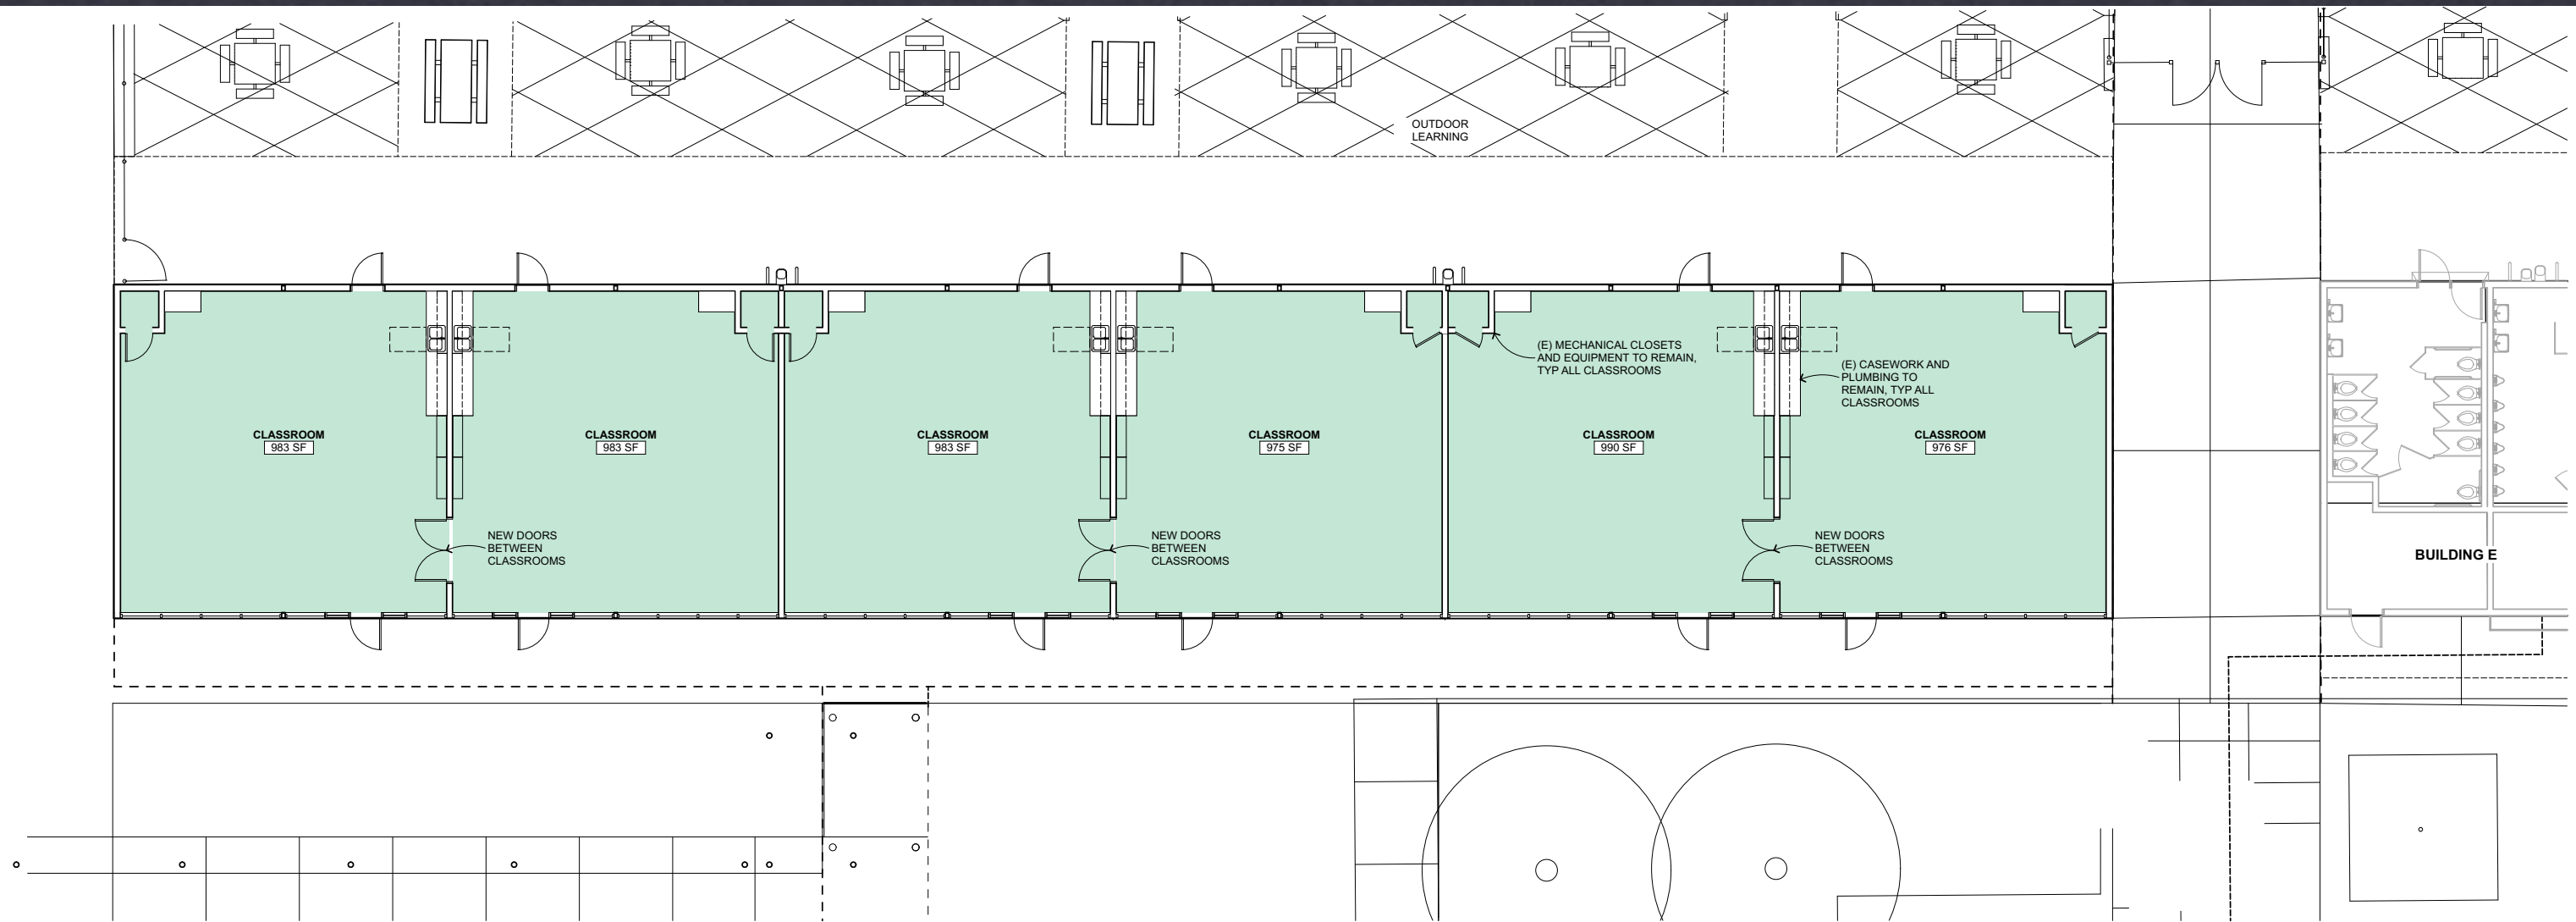 OUTDOOR
LEARNING
(E) MECHANICAL CLOSETS
AND EQUIPMENT TO REMAIN,
TYP ALL CLASSROOMS
(E) CASEWORK AND
PLUMBING TO
REMAIN, TYP ALL
CLASSROOMS
CLASSROOM
983 SF
CLASSROOM
983 SF
CLASSROOM
983 SF
CLASSROOM
975 SF
CLASSROOM
990 SF
CLASSROOM
976 SF
NEW DOORS
BETWEEN
CLASSROOMS
NEW DOORS
BETWEEN
CLASSROOMS
NEW DOORS
BETWEEN
CLASSROOMS
BUILDING E